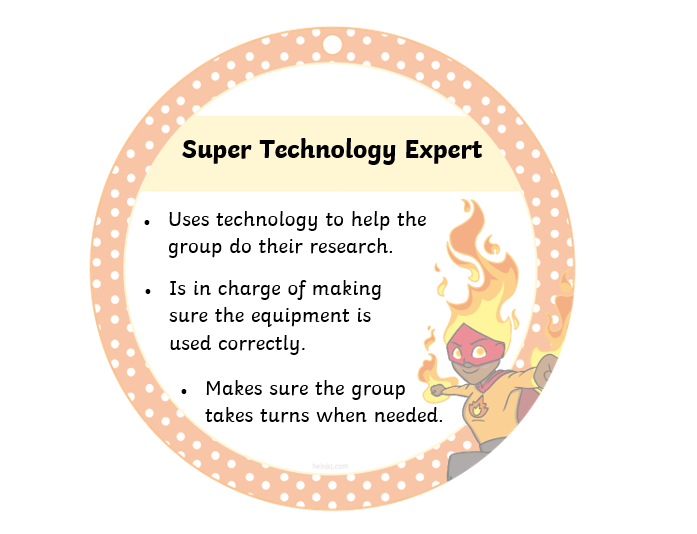 Super Technology Expert
• Uses technology to help the
group do their research.
• Is in charge of making
sure the equipment is
used correctly.
• Makes sure the group
takes turns when needed.
twinkl.com